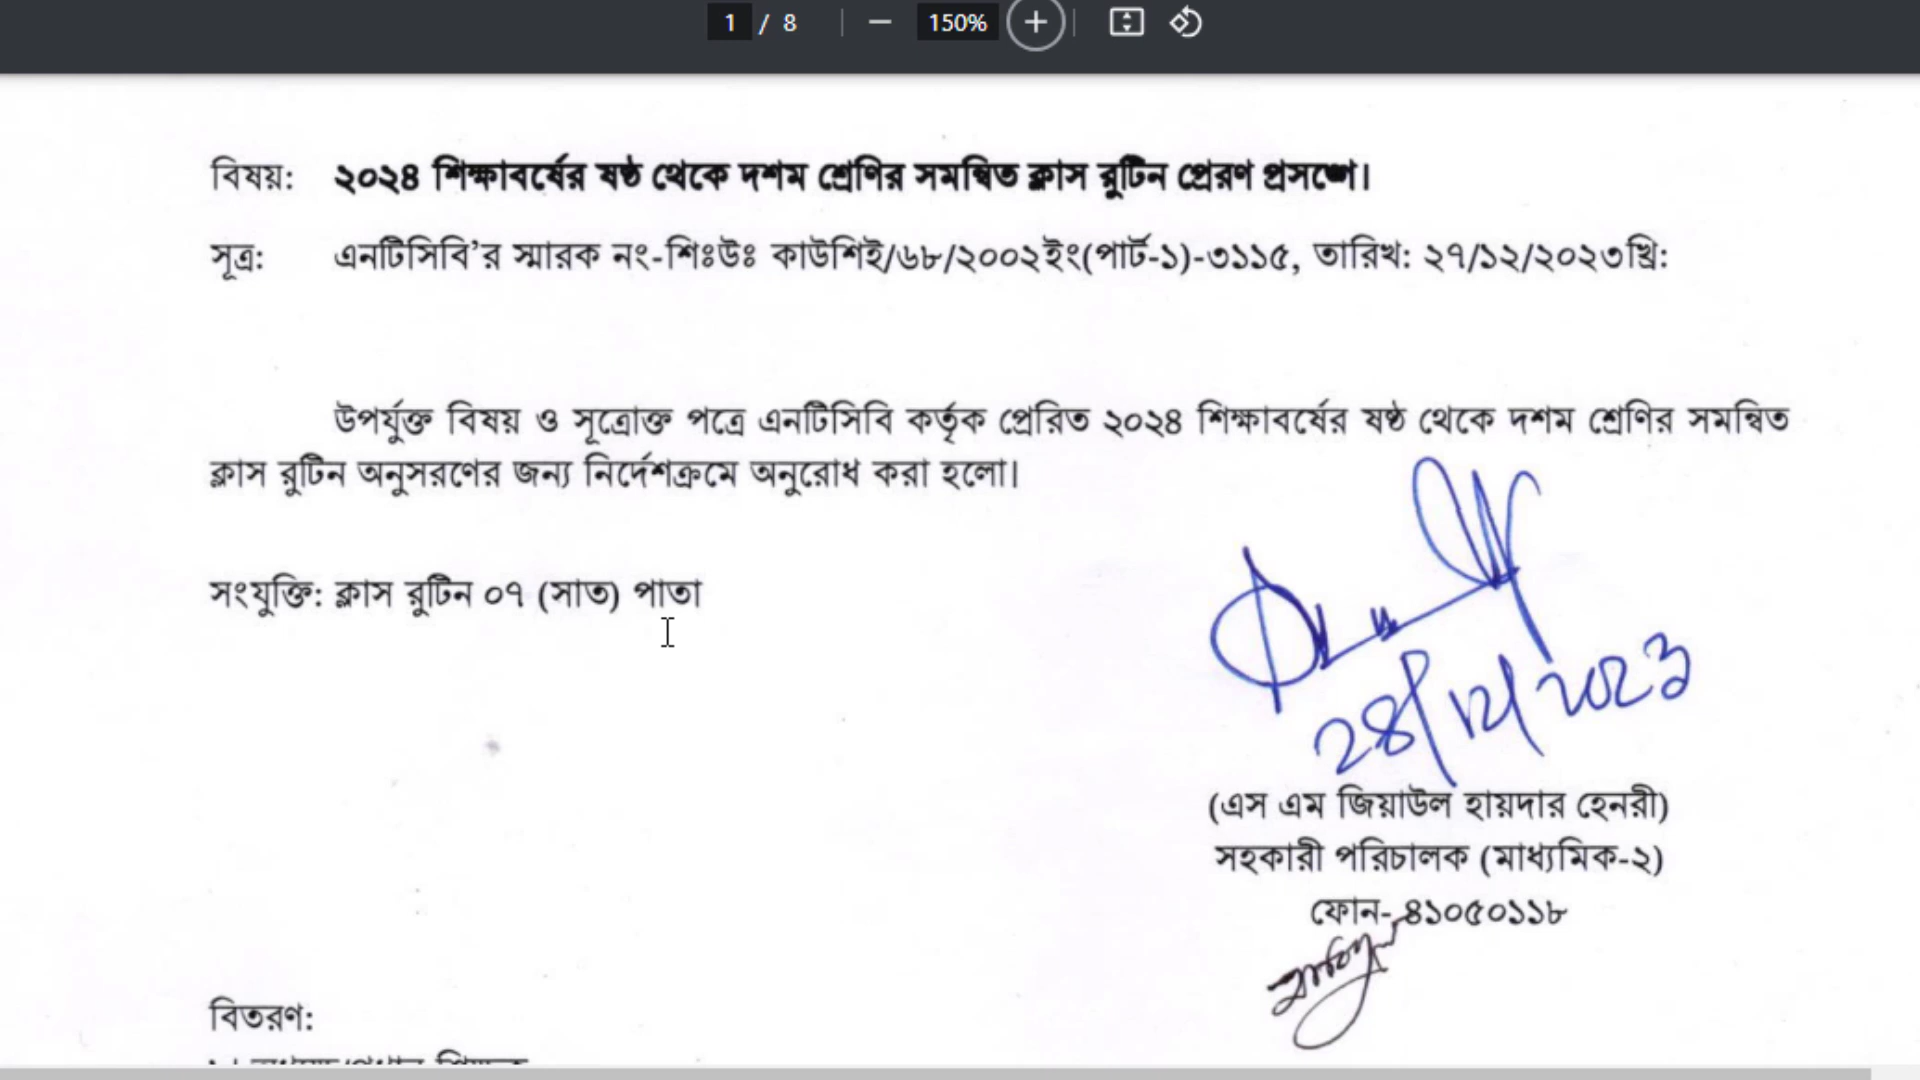 1 / 8
150%
বিষয়: ২০২৪ শিক্ষাবর্ষের ষষ্ঠ থেকে দশম শ্রেণির সমন্বিত ক্লাস রুটিন প্রেরণ প্রসঙ্গে।
সূত্র: এনটিসিবি’র স্মারক নং-শিঃউঃ কাউশিই/৬৮/২০০২ইং(পার্ট-১)-৩১১৫, তারিখ: ২৭/১২/২০২৩খ্রি:
উপর্যুক্ত বিষয় ও সূত্রোক্ত পত্রে এনটিসিবি কর্তৃক প্রেরিত ২০২৪ শিক্ষাবর্ষের ষষ্ঠ থেকে দশম শ্রেণির সমন্বিত
ক্লাস রুটিন অনুসরণের জন্য নির্দেশক্রমে অনুরোধ করা হলো।
সংযুক্তি: ক্লাস রুটিন ০৭ (সাত) পাতা
28/12/2023
(এস এম জিয়াউল হায়দার হেনরী)
সহকারী পরিচালক (মাধ্যমিক-২)
ফোন- ৪১০৫০১১৮
বিতরণ: